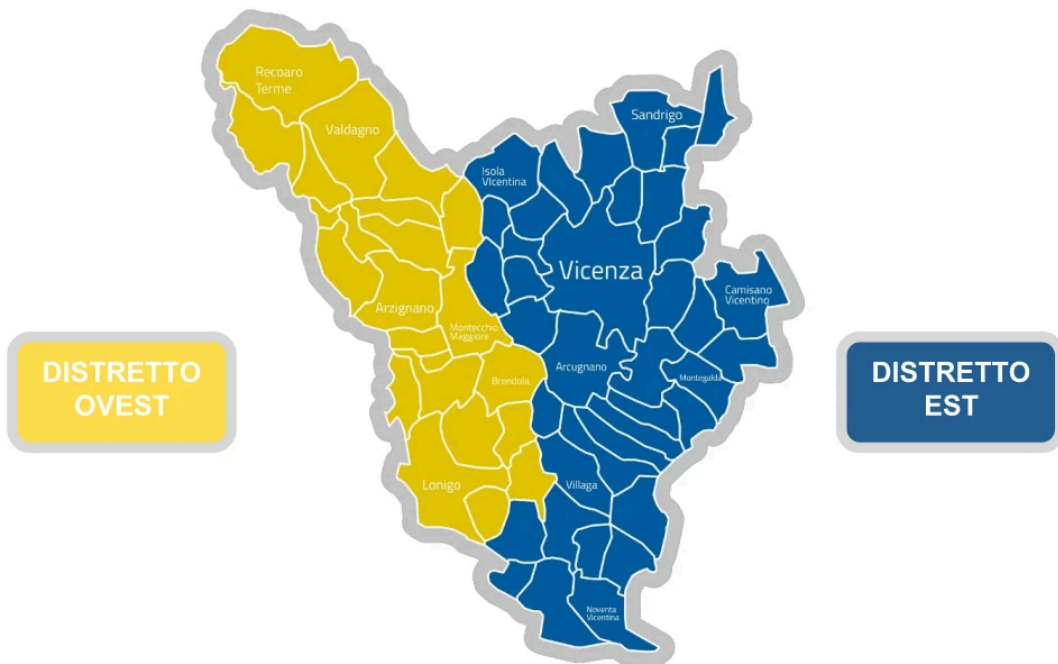 Recoaro
Terme
Valdagno
Sandrigo
Isola
VIcentina
Vicenza
Camisano
Vicentino
Arzignano
Montecchio
Maggiore
DISTRETTO
OVEST
Brendola
Arcugnano
Montegalda
DISTRETTO
EST
Lonigo
Villaga
Noventa
Vicentina